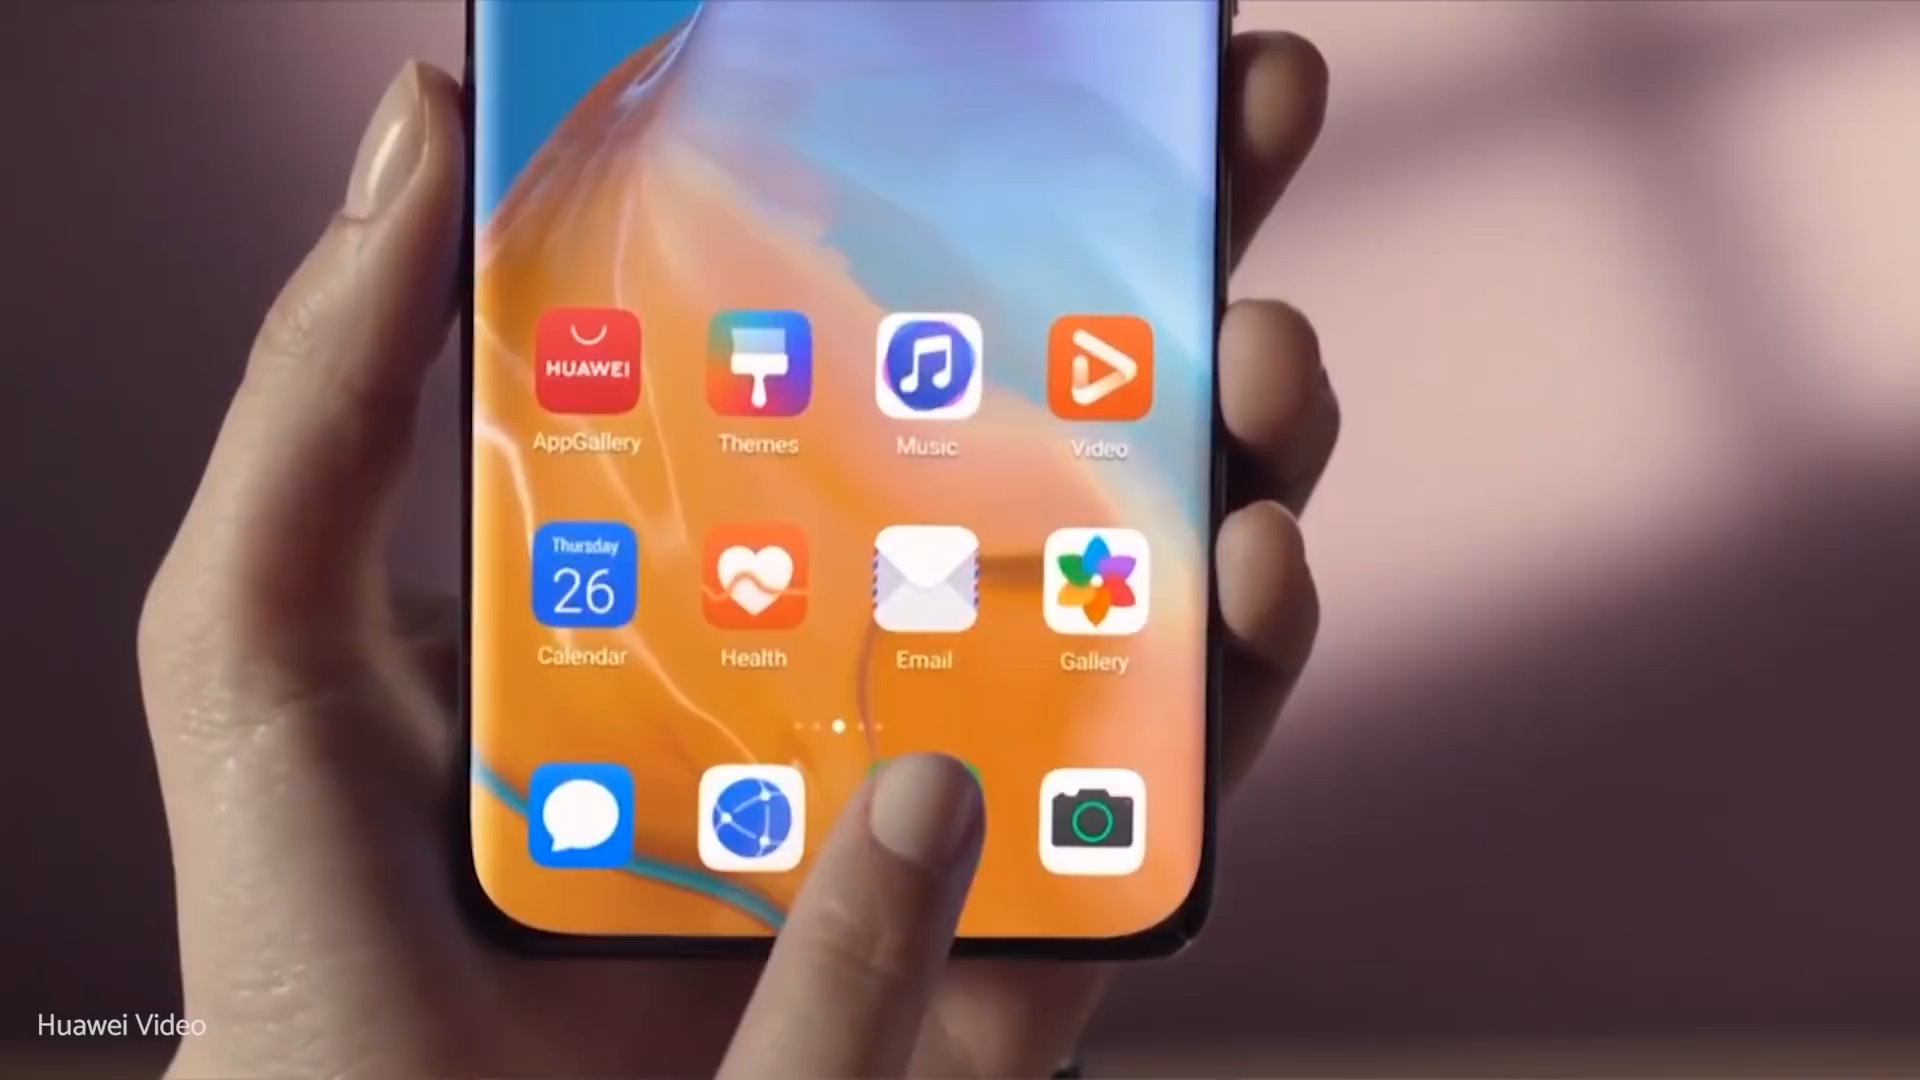 HUAWEI
AppGallery
Themes
Music
Video
Thursday
26
Calendar
Health
Email
Gallery
Huawei Video